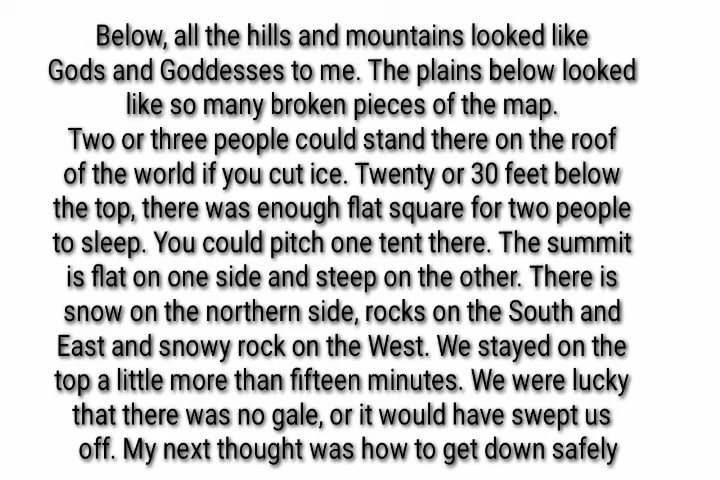 Below, all the hills and mountains looked like
Gods and Goddesses to me. The plains below looked
like so many broken pieces of the map.
Two or three people could stand there on the roof
of the world if you cut ice. Twenty or 30 feet below
the top, there was enough flat square for two people
to sleep. You could pitch one tent there. The summit
is flat on one side and steep on the other. There is
snow on the northern side, rocks on the South and
East and snowy rock on the West. We stayed on the
top a little more than fifteen minutes. We were lucky
that there was no gale, or it would have swept us
off. My next thought was how to get down safely